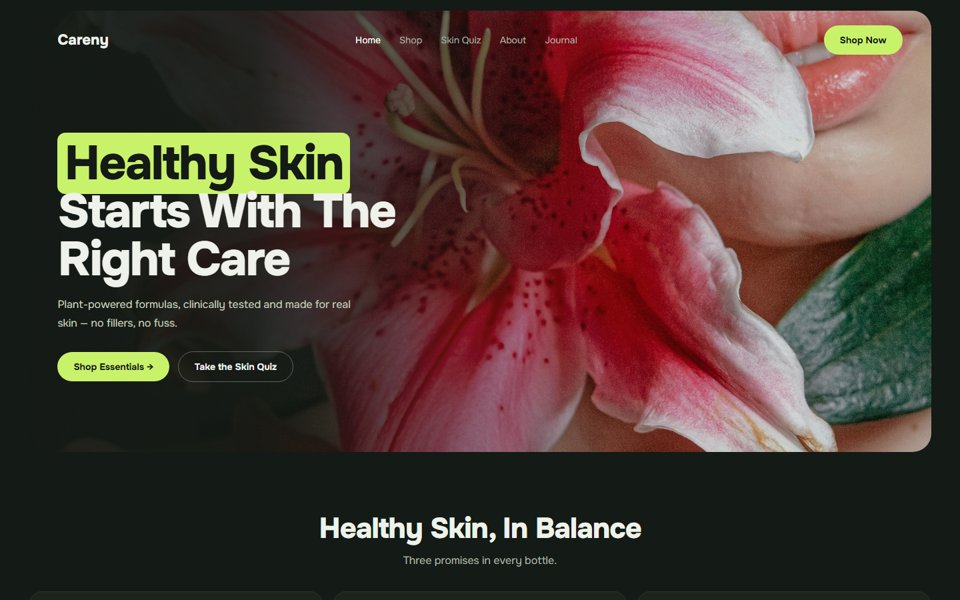 Careny
Home Shop Skin Quiz About Journal
Shop Now
Healthy Skin
Starts With The
Right Care
Plant-powered formulas, clinically tested and made for real
skin — no fillers, no fuss.
Shop Essentials →
Take the Skin Quiz
Healthy Skin, In Balance
Three promises in every bottle.